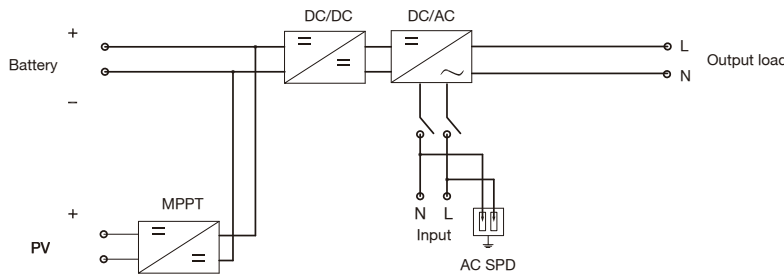 DC/DC
DC/AC
+
Battery
−
L
N
Output load
MPPT
+
PV
N L
Input
AC SPD